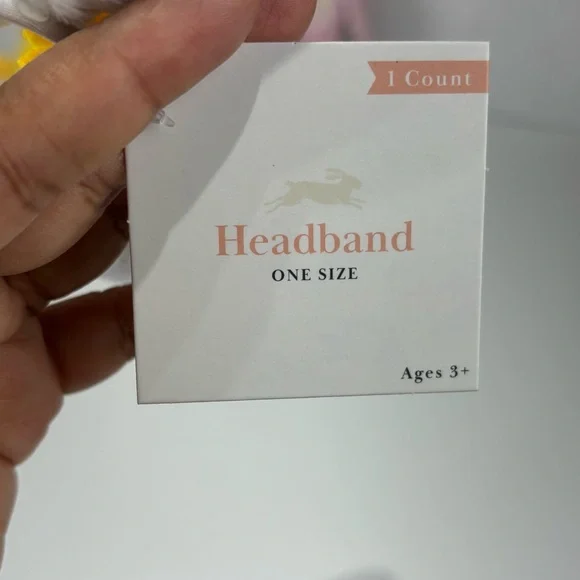 1 Count
Headband
ONE SIZE
Ages 3+